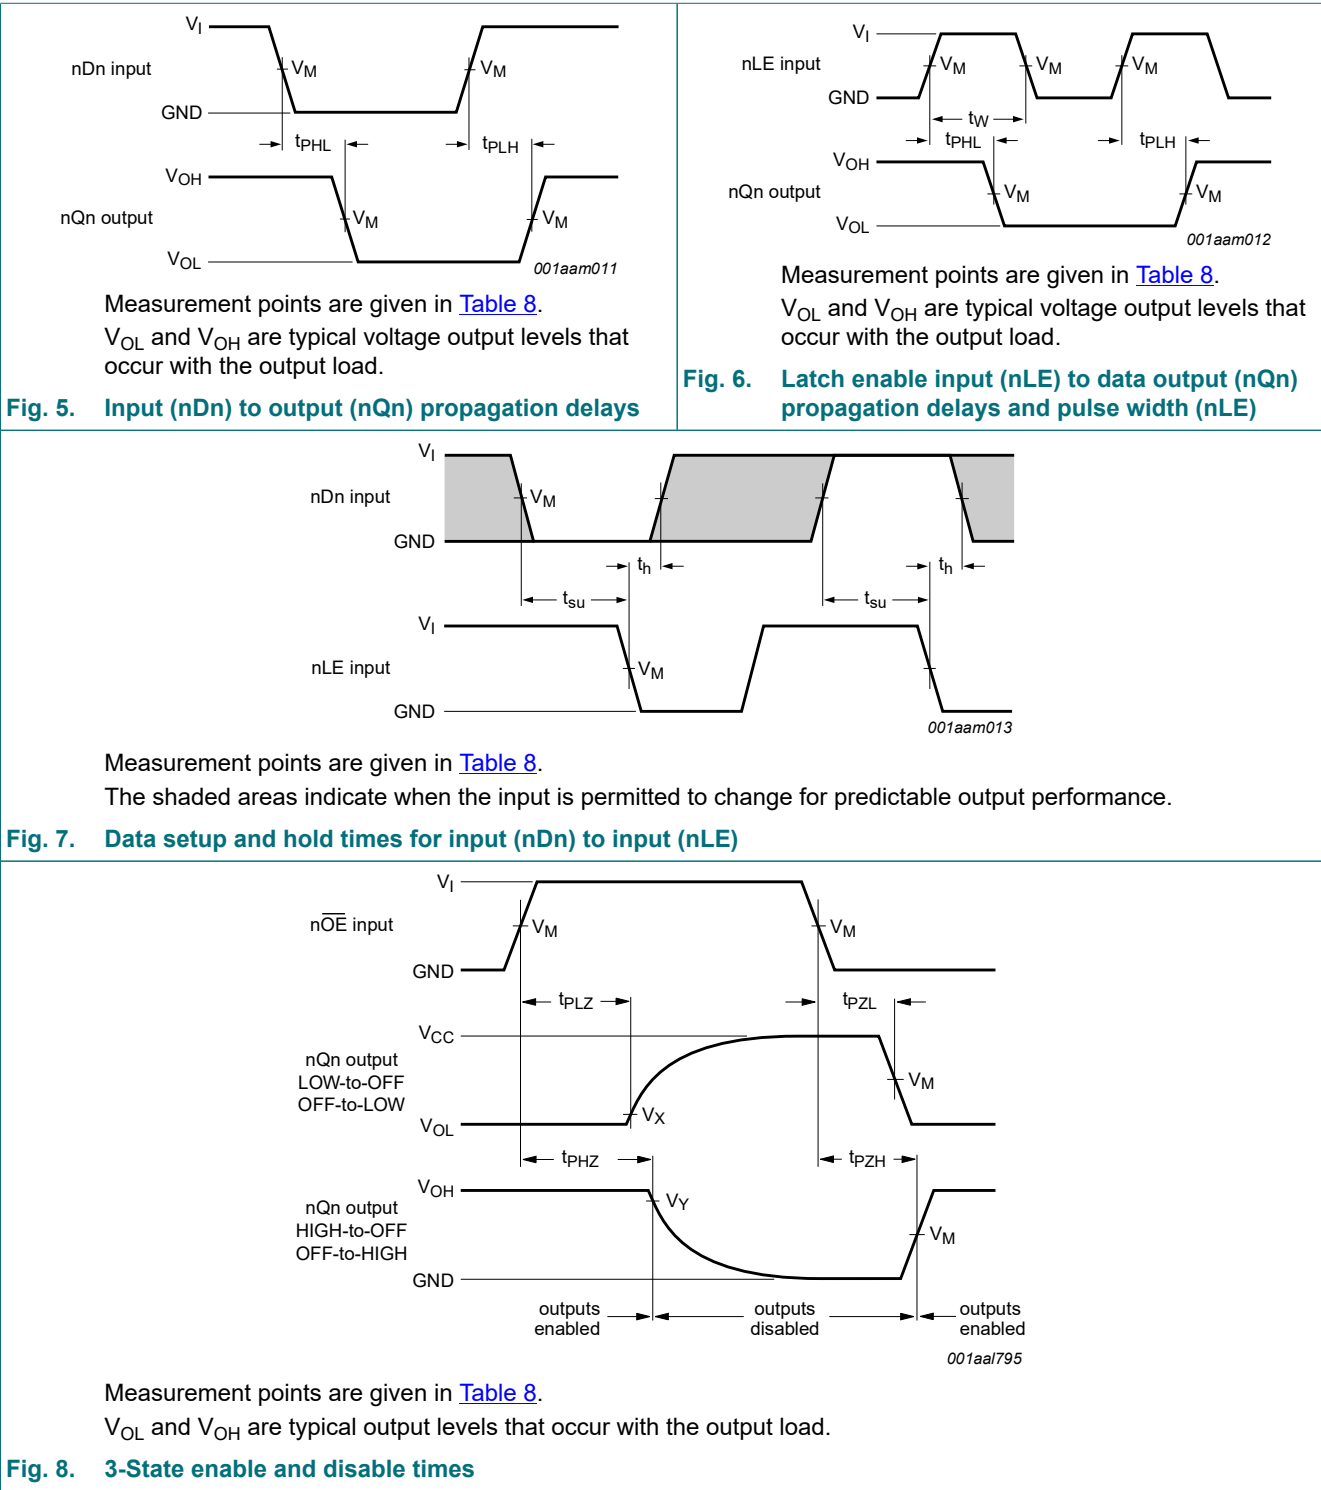 VI
nDn input
VM
VM
GND
tPHL
tPLH
VOH
nQn output
VM
VM
VOL
001aam011
Measurement points are given in Table 8.
VOL and VOH are typical voltage output levels that
occur with the output load.
Fig. 5. Input (nDn) to output (nQn) propagation delays
VI
nLE input
VM
VM
VM
GND
tW
tPHL
tPLH
VOH
nQn output
VM
VM
VOL
001aam012
Measurement points are given in Table 8.
VOL and VOH are typical voltage output levels that
occur with the output load.
Fig. 6. Latch enable input (nLE) to data output (nQn)
propagation delays and pulse width (nLE)
VI
nDn input
VM
GND
th
th
tsu
tsu
VI
nLE input
VM
GND
001aam013
Measurement points are given in Table 8.
The shaded areas indicate when the input is permitted to change for predictable output performance.
Fig. 7. Data setup and hold times for input (nDn) to input (nLE)
VI
nO̅E̅ input
VM
VM
GND
tPLZ
tPZL
VCC
nQn output
LOW-to-OFF
OFF-to-LOW
VM
VX
VOL
tPHZ
tPZH
VOH
nQn output
HIGH-to-OFF
OFF-to-HIGH
VY
VM
GND
outputs
enabled
outputs
disabled
outputs
enabled
001aal795
Measurement points are given in Table 8.
VOL and VOH are typical output levels that occur with the output load.
Fig. 8. 3-State enable and disable times